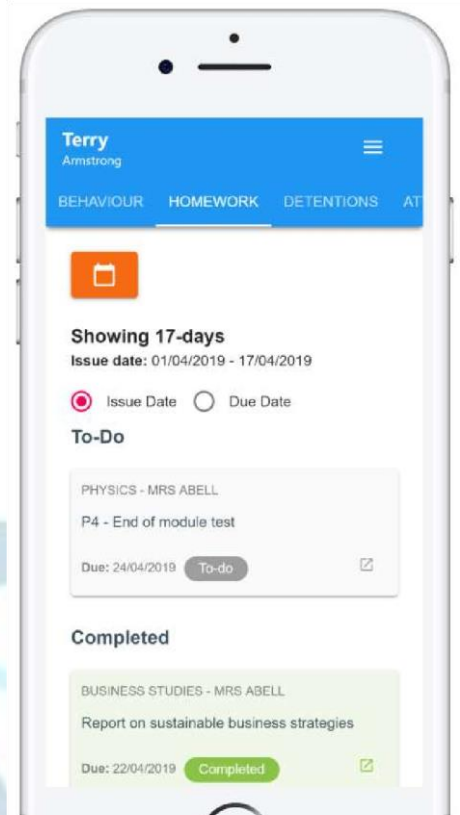 Terry
Armstrong
BEHAVIOUR HOMEWORK DETENTIONS AT
Showing 17-days
Issue date: 01/04/2019 - 17/04/2019
Issue Date Due Date
To-Do
PHYSICS - MRS ABELL
P4 - End of module test
Due: 24/04/2019 To-do
Completed
BUSINESS STUDIES - MRS ABELL
Report on sustainable business strategies
Due: 22/04/2019 Completed